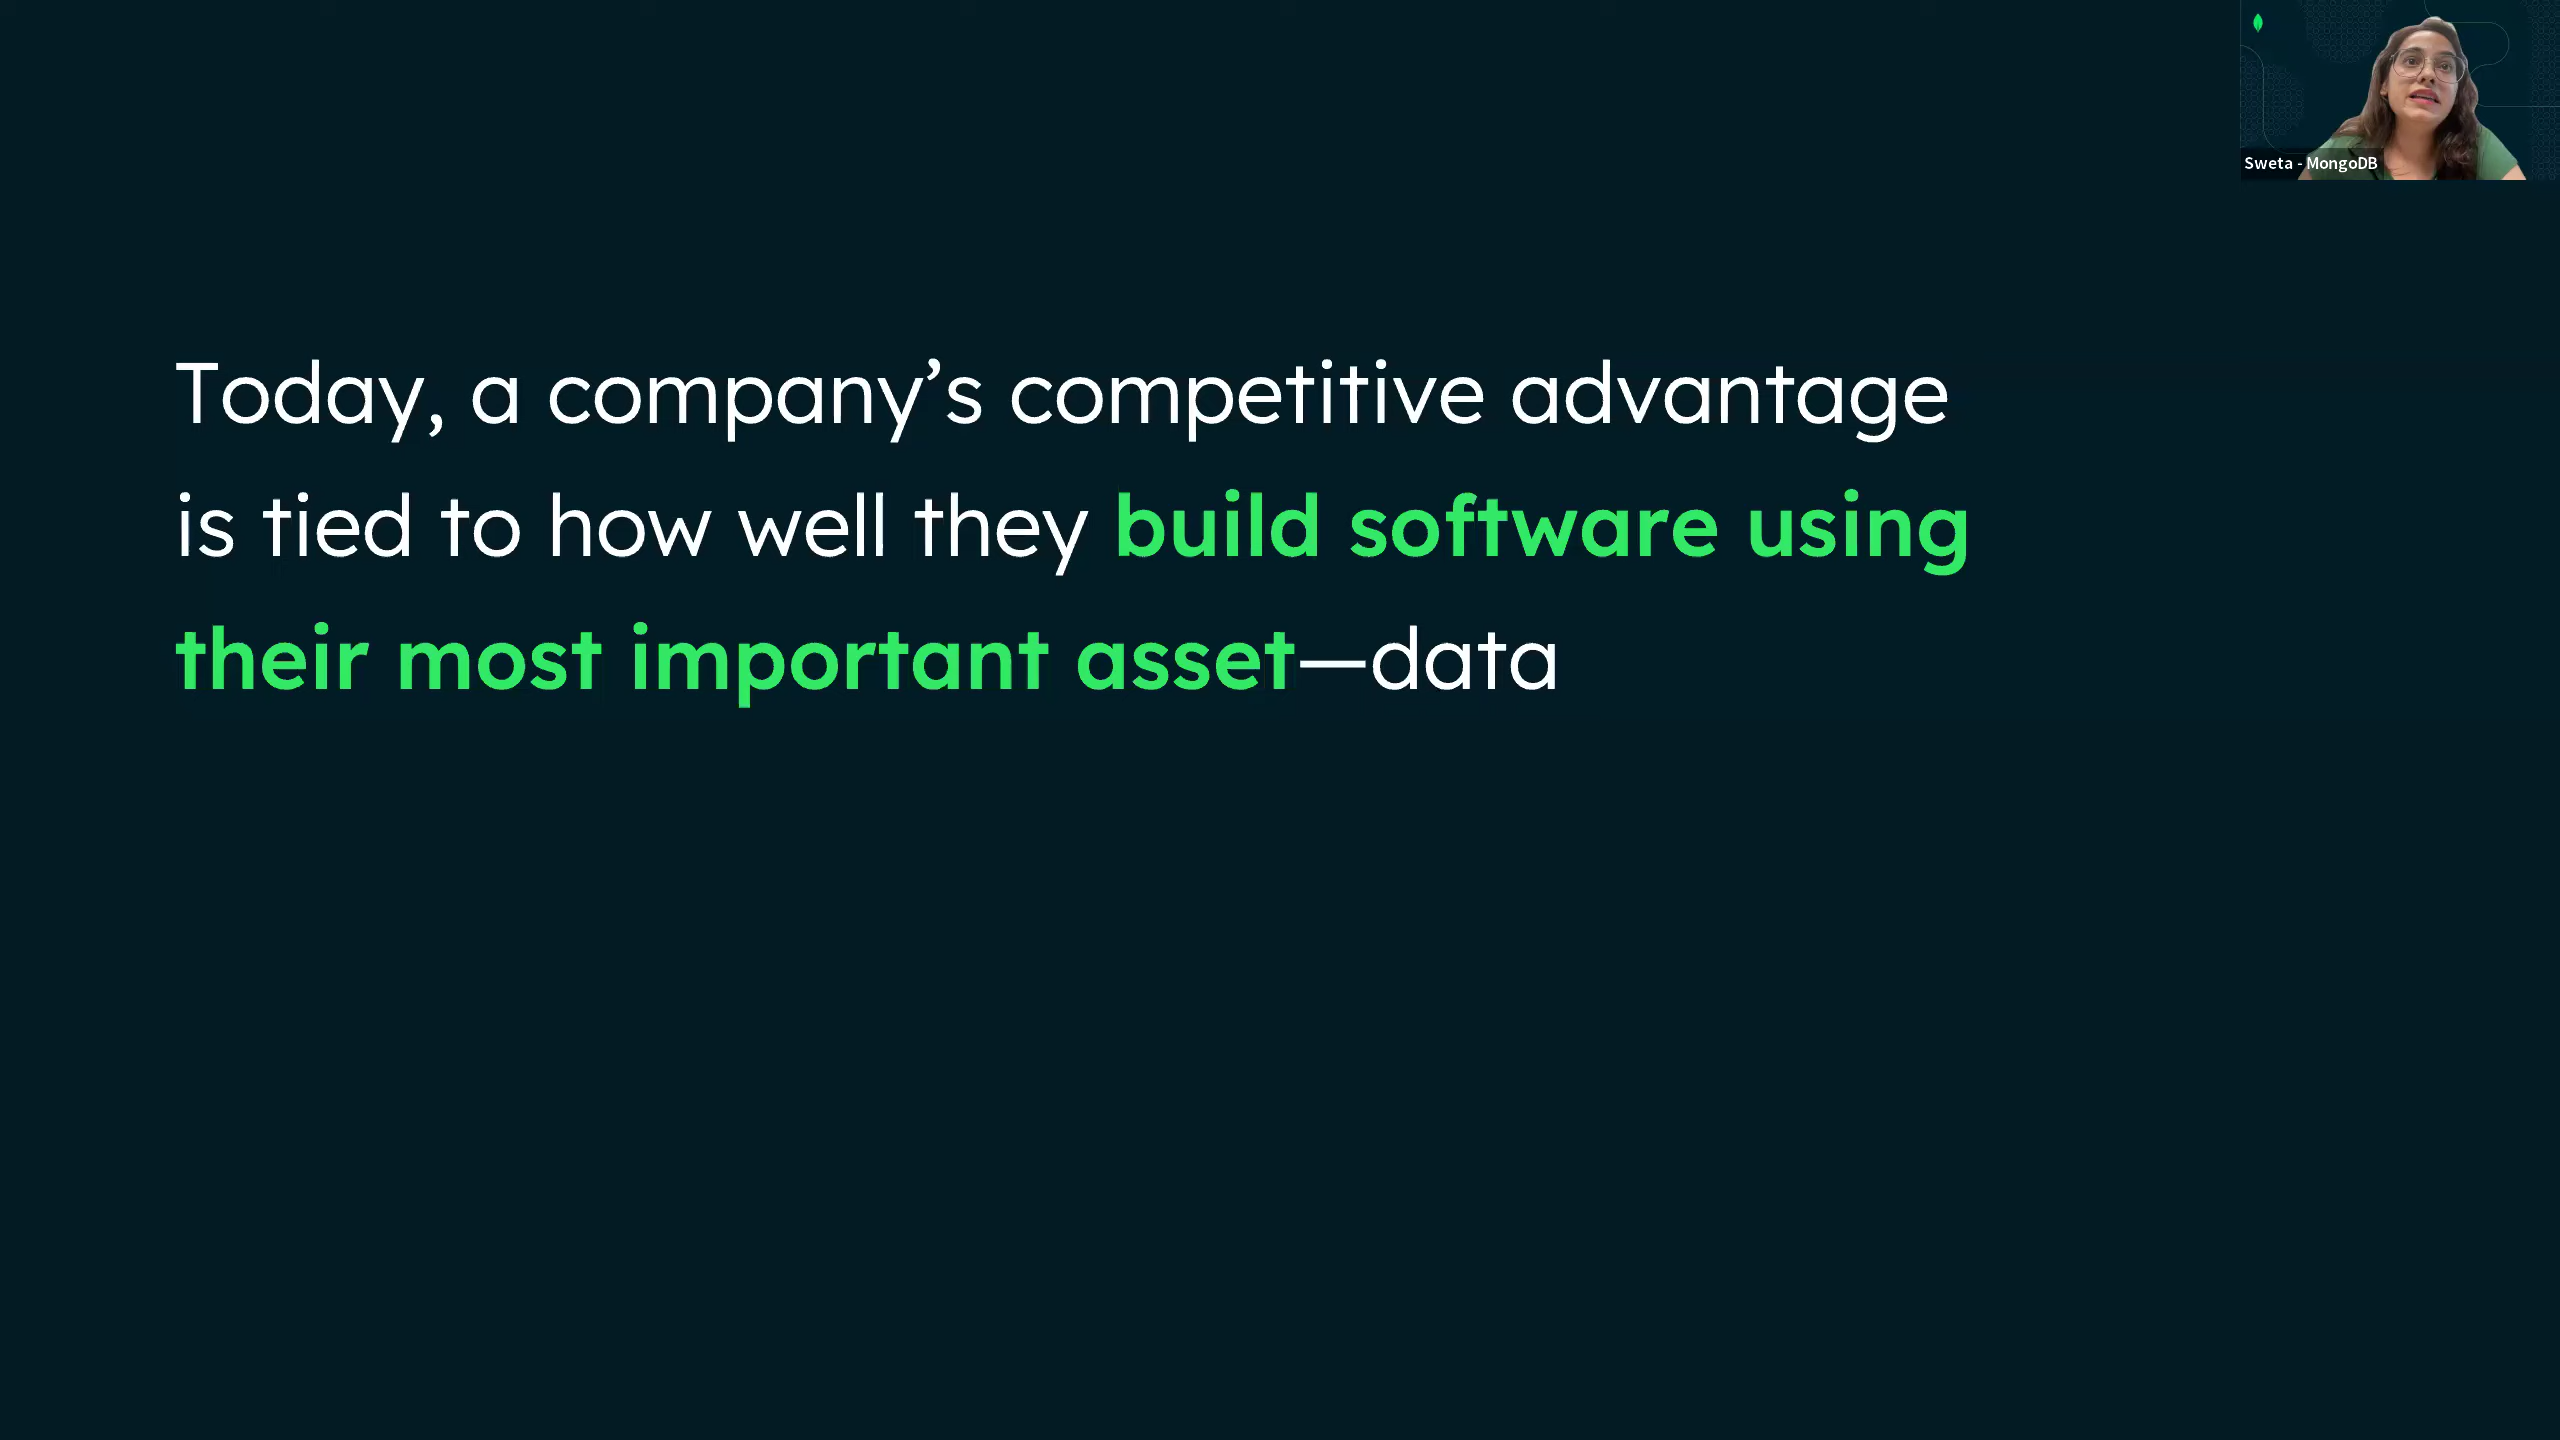 Sweta - MongoDB
Today, a company’s competitive advantage
is tied to how well they build software using
their most important asset—data